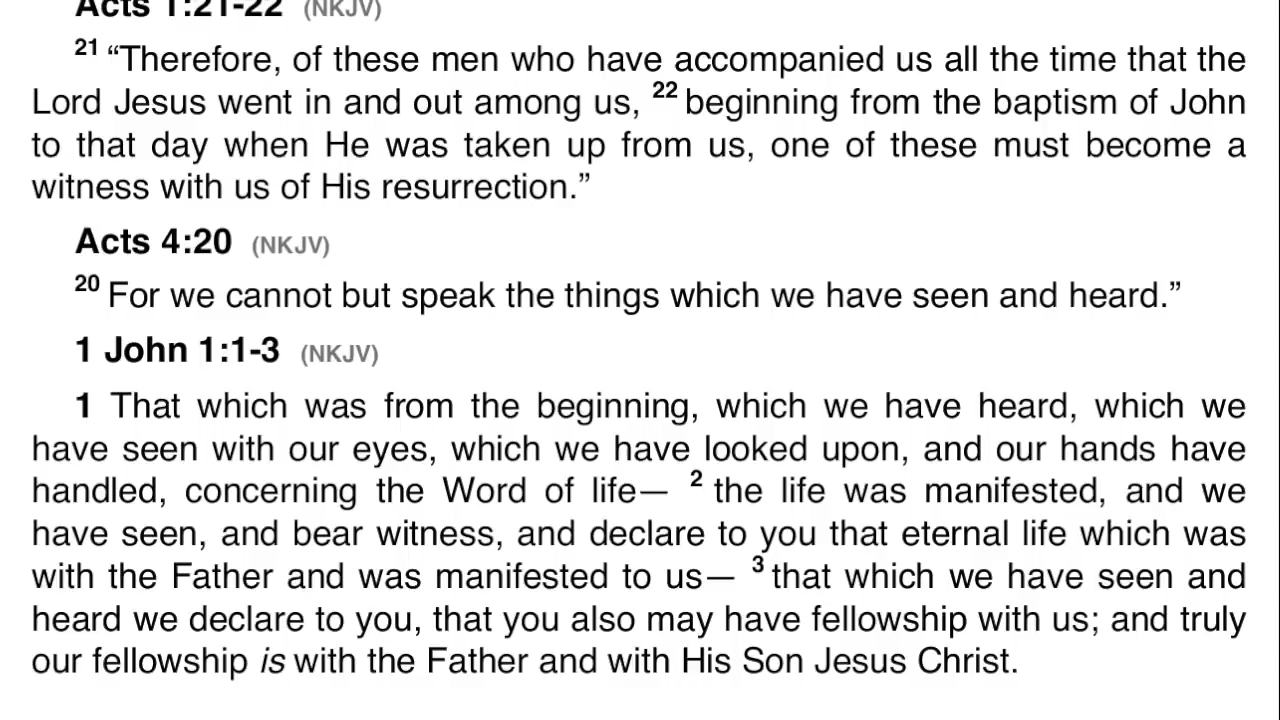 Acts 1:21-22 (NKJV)
21 “Therefore, of these men who have accompanied us all the time that the
Lord Jesus went in and out among us, 22 beginning from the baptism of John
to that day when He was taken up from us, one of these must become a
witness with us of His resurrection.”
Acts 4:20 (NKJV)
20 For we cannot but speak the things which we have seen and heard.”
1 John 1:1-3 (NKJV)
1 That which was from the beginning, which we have heard, which we
have seen with our eyes, which we have looked upon, and our hands have
handled, concerning the Word of life— 2 the life was manifested, and we
have seen, and bear witness, and declare to you that eternal life which was
with the Father and was manifested to us— 3 that which we have seen and
heard we declare to you, that you also may have fellowship with us; and truly
our fellowship is with the Father and with His Son Jesus Christ.